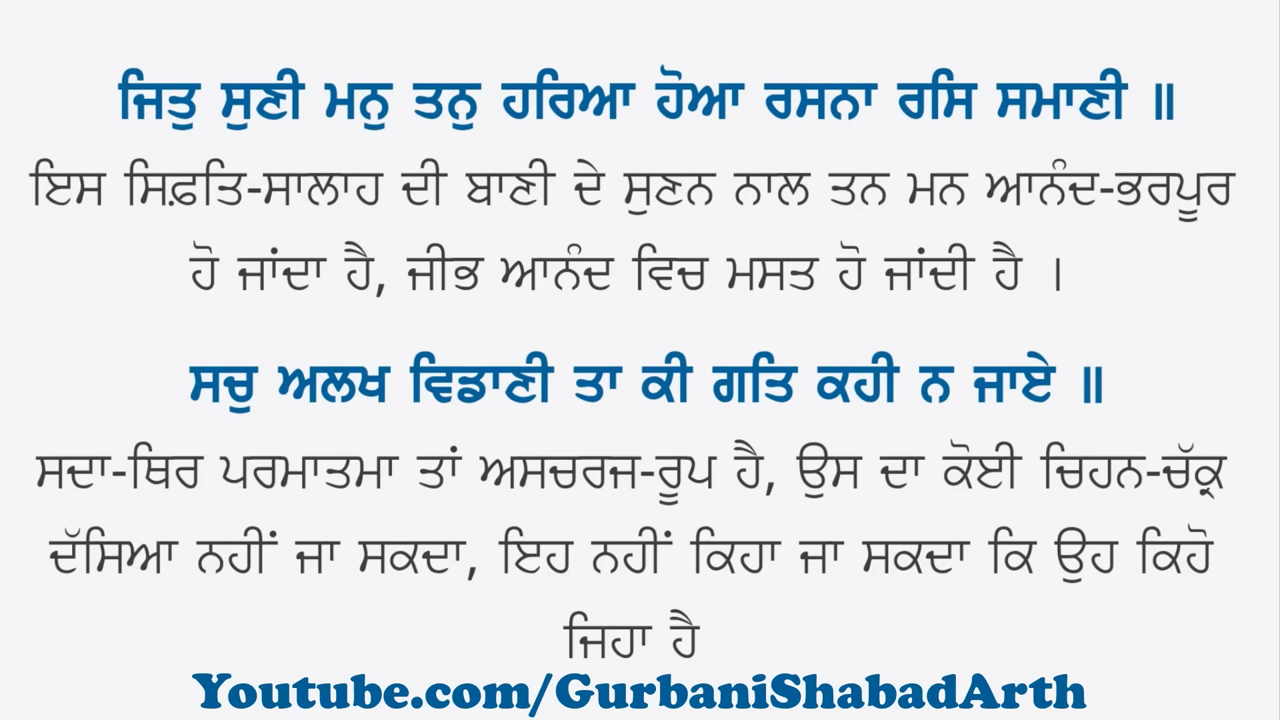 ਜਿਤੁ ਸੁਣੀ ਮਨੁ ਤਨੁ ਹਰਿਆ ਹੋਆ ਰਸਨਾ ਰਸਿ ਸਮਾਣੀ ॥
ਇਸ ਸਿਫ਼ਤਿ-ਸਾਲਾਹ ਦੀ ਬਾਣੀ ਦੇ ਸੁਣਨ ਨਾਲ ਤਨ ਮਨ ਆਨੰਦ-ਭਰਪੂਰ
ਹੋ ਜਾਂਦਾ ਹੈ, ਜੀਭ ਆਨੰਦ ਵਿਚ ਮਸਤ ਹੋ ਜਾਂਦੀ ਹੈ ।
ਸਚੁ ਅਲਖ ਵਿਡਾਣੀ ਤਾ ਕੀ ਗਤਿ ਕਹੀ ਨ ਜਾਏ ॥
ਸਦਾ-ਥਿਰ ਪਰਮਾਤਮਾ ਤਾਂ ਅਸਚਰਜ-ਰੂਪ ਹੈ, ਉਸ ਦਾ ਕੋਈ ਚਿਹਨ-ਚੱਕ੍ਰ
ਦੱਸਿਆ ਨਹੀਂ ਜਾ ਸਕਦਾ, ਇਹ ਨਹੀਂ ਕਿਹਾ ਜਾ ਸਕਦਾ ਕਿ ਉਹ ਕਿਹੋ
ਜਿਹਾ ਹੈ
Youtube.com/GurbaniShabadArth